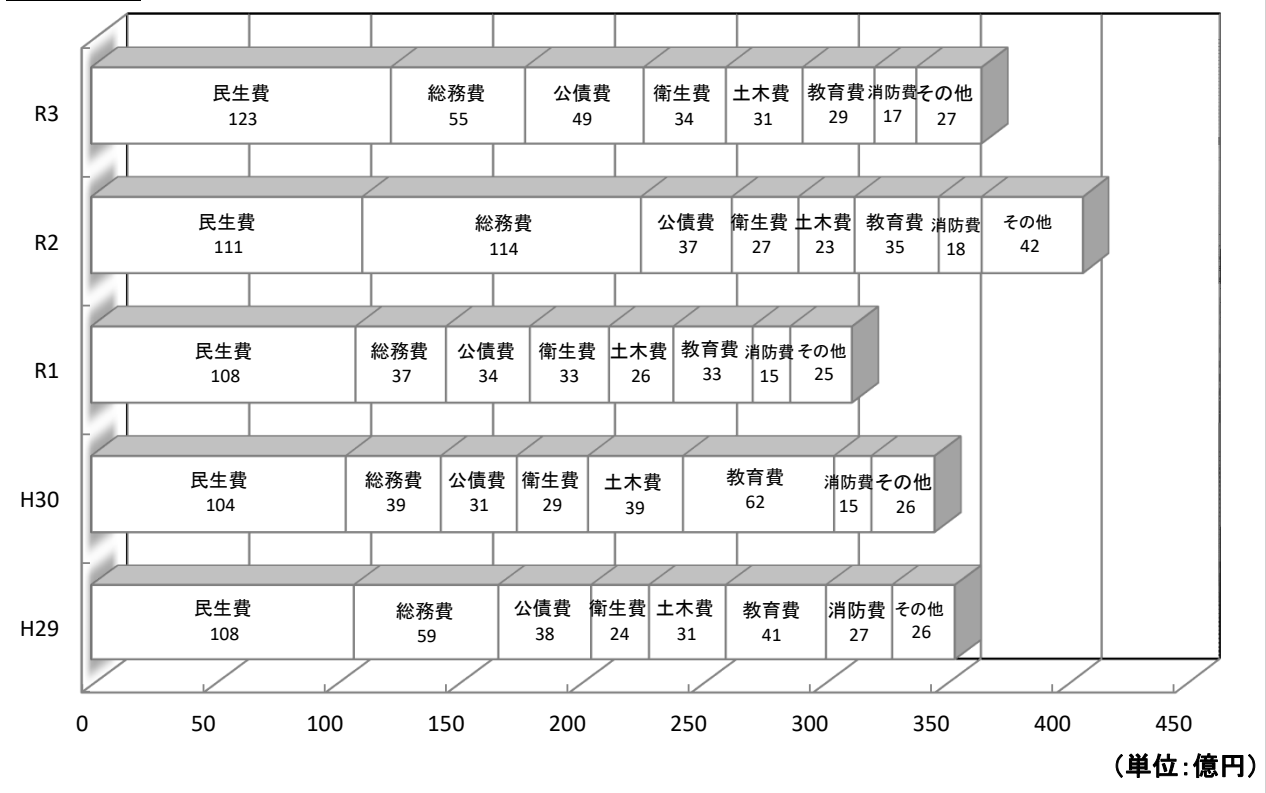 R3
民生費 総務費 公債費 衛生費 土木費 教育費 消防費 その他
123 55 49 34 31 29 17 27
R2
民生費 総務費 公債費 衛生費 土木費 教育費 消防費 その他
111 114 37 27 23 35 18 42
R1
民生費 総務費 公債費 衛生費 土木費 教育費 消防費 その他
108 37 34 33 26 33 15 25
H30
民生費 総務費 公債費 衛生費 土木費 教育費 消防費 その他
104 39 31 29 39 62 15 26
H29
民生費 総務費 公債費 衛生費 土木費 教育費 消防費 その他
108 59 38 24 31 41 27 26
0 50 100 150 200 250 300 350 400 450
（単位:億円）